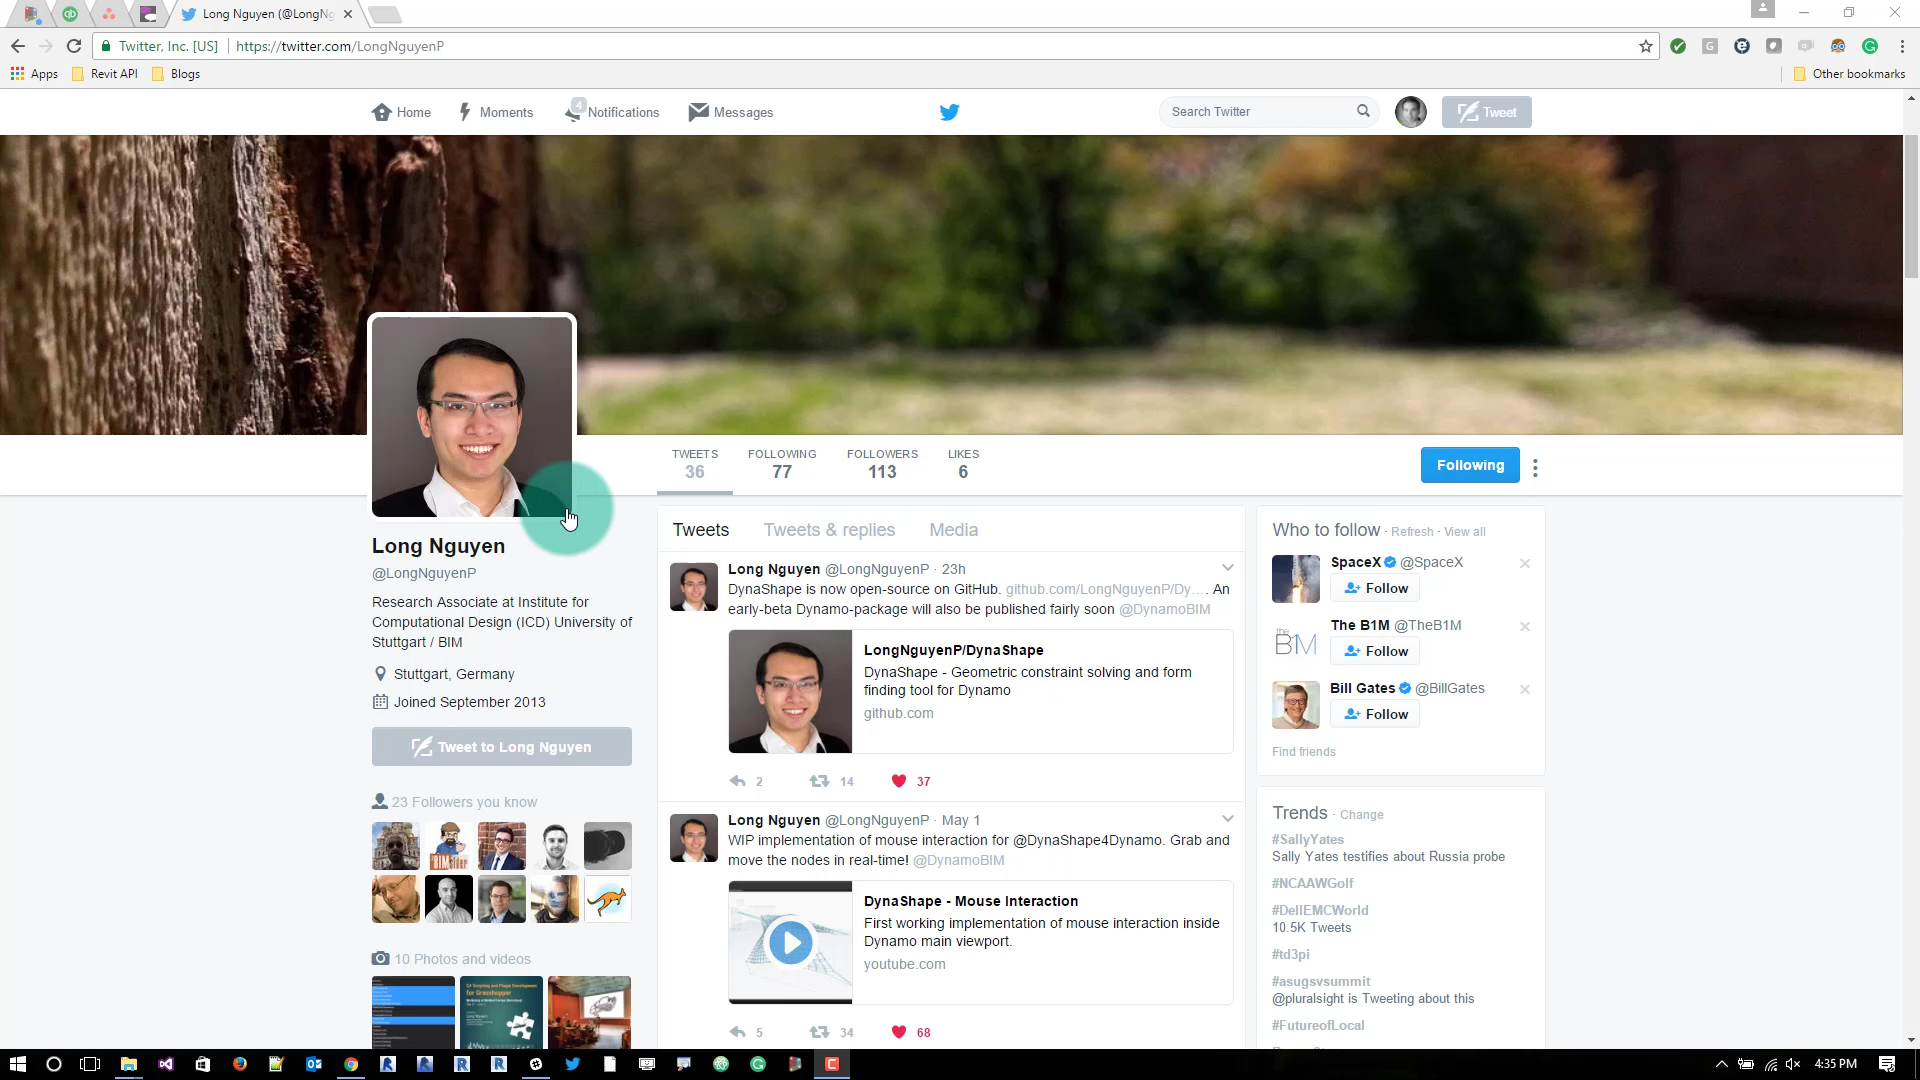 Long Nguyen (@LongNg
Twitter, Inc. [US] https://twitter.com/LongNguyenP
Apps Revit API Blogs Other bookmarks
Home Moments 4 Notifications Messages Search Twitter Tweet
TWEETS FOLLOWING FOLLOWERS LIKES
36 77 113 6
Following
Long Nguyen
@LongNguyenP
Research Associate at Institute for
Computational Design (ICD) University of
Stuttgart / BIM
Stuttgart, Germany
Joined September 2013
Tweet to Long Nguyen
23 Followers you know
10 Photos and videos
Tweets Tweets & replies Media
Long Nguyen @LongNguyenP · 23h
DynaShape is now open-source on GitHub. github.com/LongNguyenP/Dy.... An
early-beta Dynamo-package will also be published fairly soon @DynamoBIM
LongNguyenP/DynaShape
DynaShape - Geometric constraint solving and form
finding tool for Dynamo
github.com
2 14 37
Long Nguyen @LongNguyenP · May 1
WIP implementation of mouse interaction for @DynaShape4Dynamo. Grab and
move the nodes in real-time! @DynamoBIM
DynaShape - Mouse Interaction
First working implementation of mouse interaction inside
Dynamo main viewport.
youtube.com
5 34 68
Who to follow · Refresh · View all
SpaceX @SpaceX
Follow
the B1M
The B1M @TheB1M
Follow
Bill Gates @BillGates
Follow
Find friends
Trends · Change
#SallyYates
Sally Yates testifies about Russia probe
#NCAAWGolf
#DellEMCWorld
10.5K Tweets
#td3pi
#asugsvsummit
@pluralsight is Tweeting about this
#FutureofLocal
4:35 PM